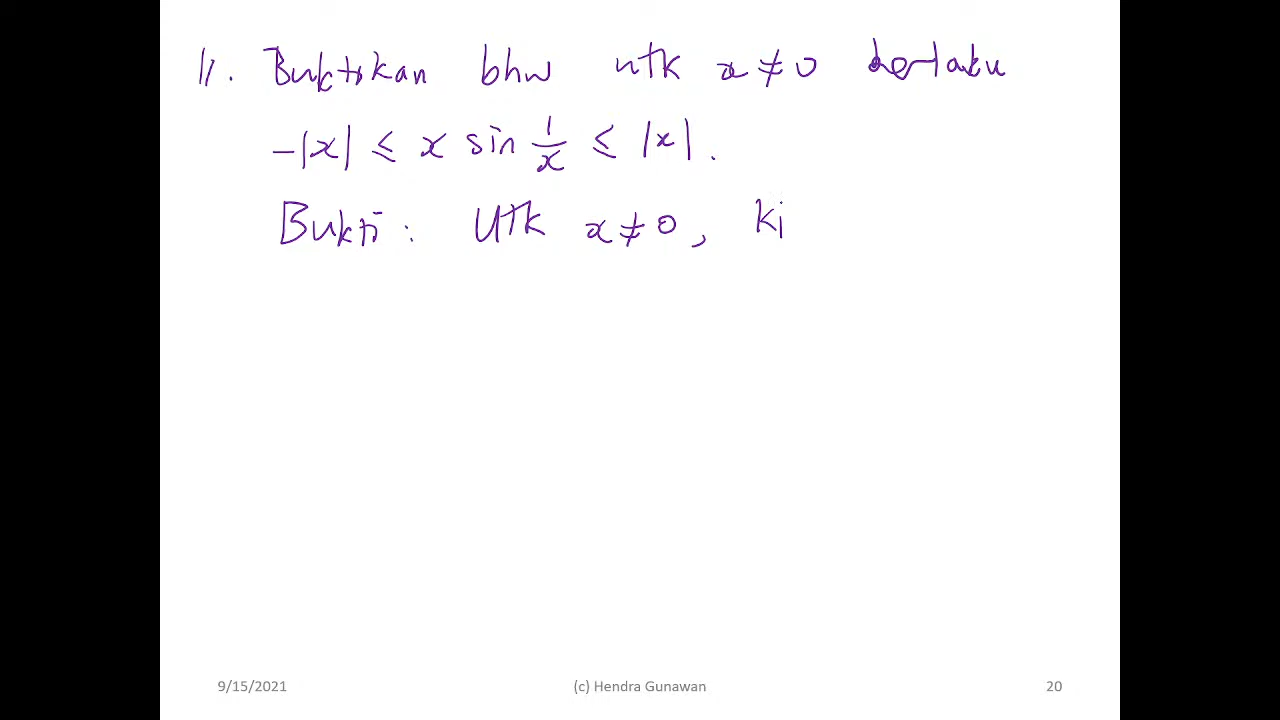 11. Buktikan bhw utk x ≠ 0 berlaku
-|x| ≤ x sin 1/x ≤ |x|.
Bukti : Utk x ≠ 0, ki
9/15/2021 (c) Hendra Gunawan 20